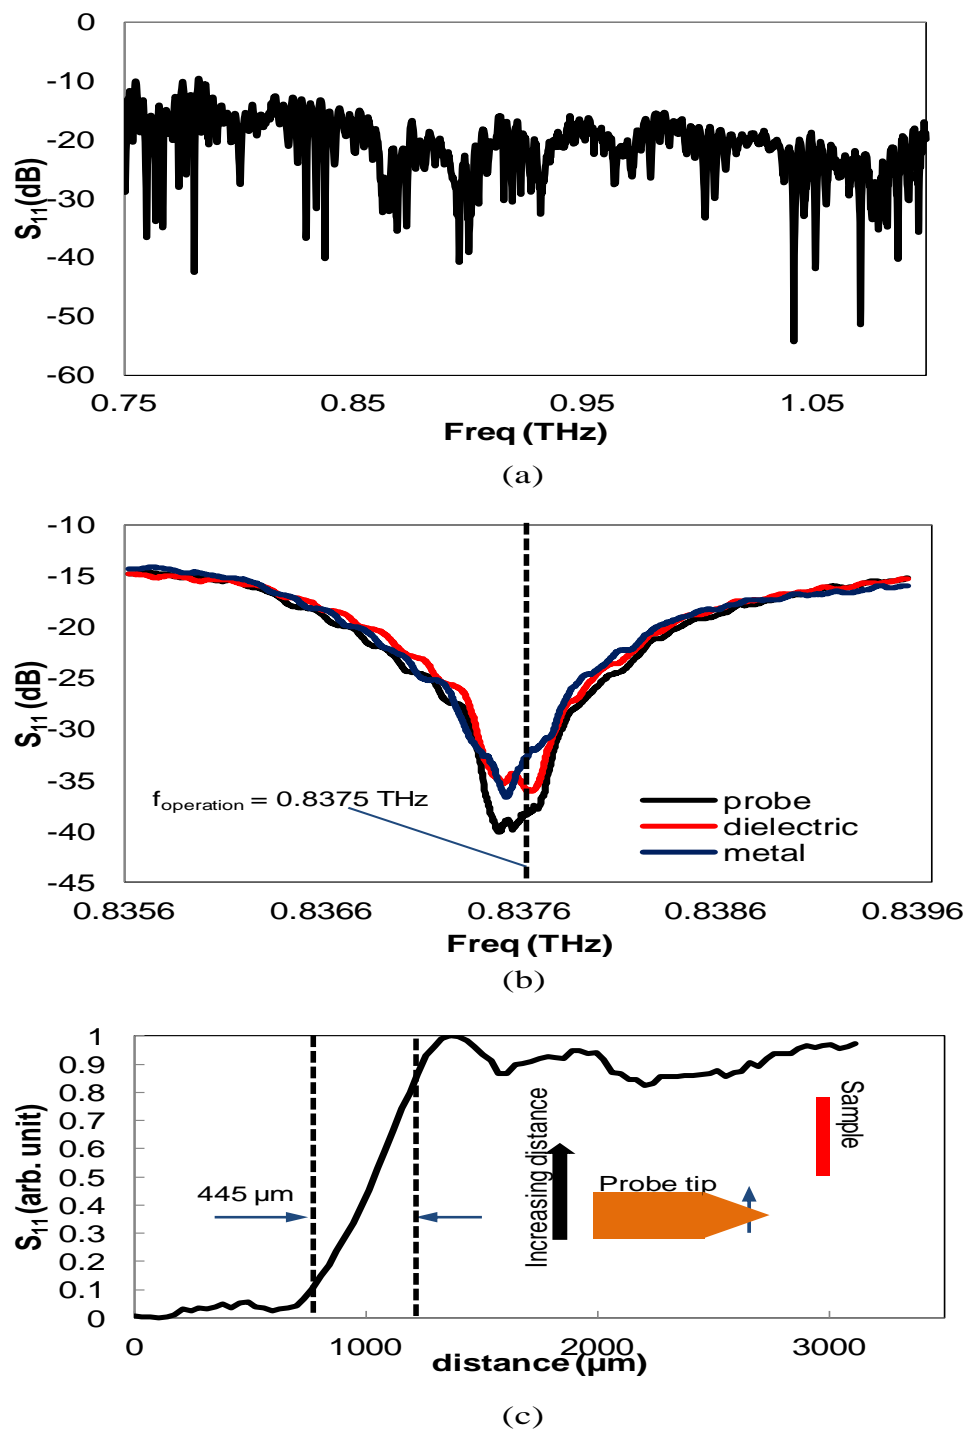 0
-10
-20
-30
-40
-50
-60
S11(dB)
0.75 0.85 0.95 1.05
Freq (THz)
(a)
-10
-15
-20
-25
-30
-35
-40
-45
S11 (dB)
foperation = 0.8375 THz
probe
dielectric
metal
0.8356 0.8366 0.8376 0.8386 0.8396
Freq (THz)
(b)
1
0.9
0.8
0.7
0.6
0.5
0.4
0.3
0.2
0.1
0
S11 (arb. unit)
445 µm
Increasing distance
Probe tip
Sample
0 1000 2000 3000
distance (µm)
(c)